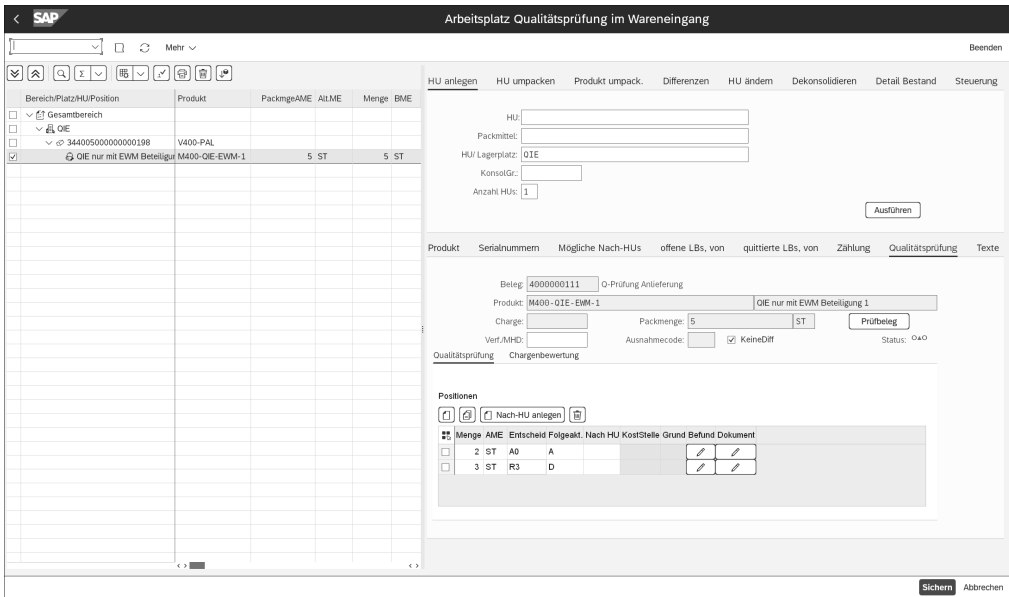 SAP Arbeitsplatz Qualitätsprüfung im Wareneingang
Mehr Beenden
HU anlegen HU umpacken Produkt umpack. Differenzen HU ändern Dekonsolidieren Detail Bestand Steuerung
Bereich/Platz/HU/Position Produkt PackmgeAME Alt.ME Menge BME
Gesamtbereich
QIE
344005000000000198 V400-PAL
QIE nur mit EWM Beteiligur M400-QIE-EWM-1 5 ST 5 ST
HU:
Packmittel:
HU/ Lagerplatz: QIE
KonsolGr.:
Anzahl HUs: 1
Ausführen
Produkt Serialnummern Mögliche Nach-HUs offene LBs, von quittierte LBs, von Zählung Qualitätsprüfung Texte
Beleg: 4000000111 Q-Prüfung Anlieferung
Produkt: M400-QIE-EWM-1 QIE nur mit EWM Beteiligung 1
Charge: Packmenge: 5 ST Prüfbeleg
Verf./MHD: Ausnahmecode: KeineDiff Status:
Qualitätsprüfung Chargenbewertung
Positionen
Nach-HU anlegen
Menge AME Entscheid Folgeakt. Nach HU KostStelle Grund Befund Dokument
2 ST A0 A
3 ST R3 D
Sichern Abbrechen